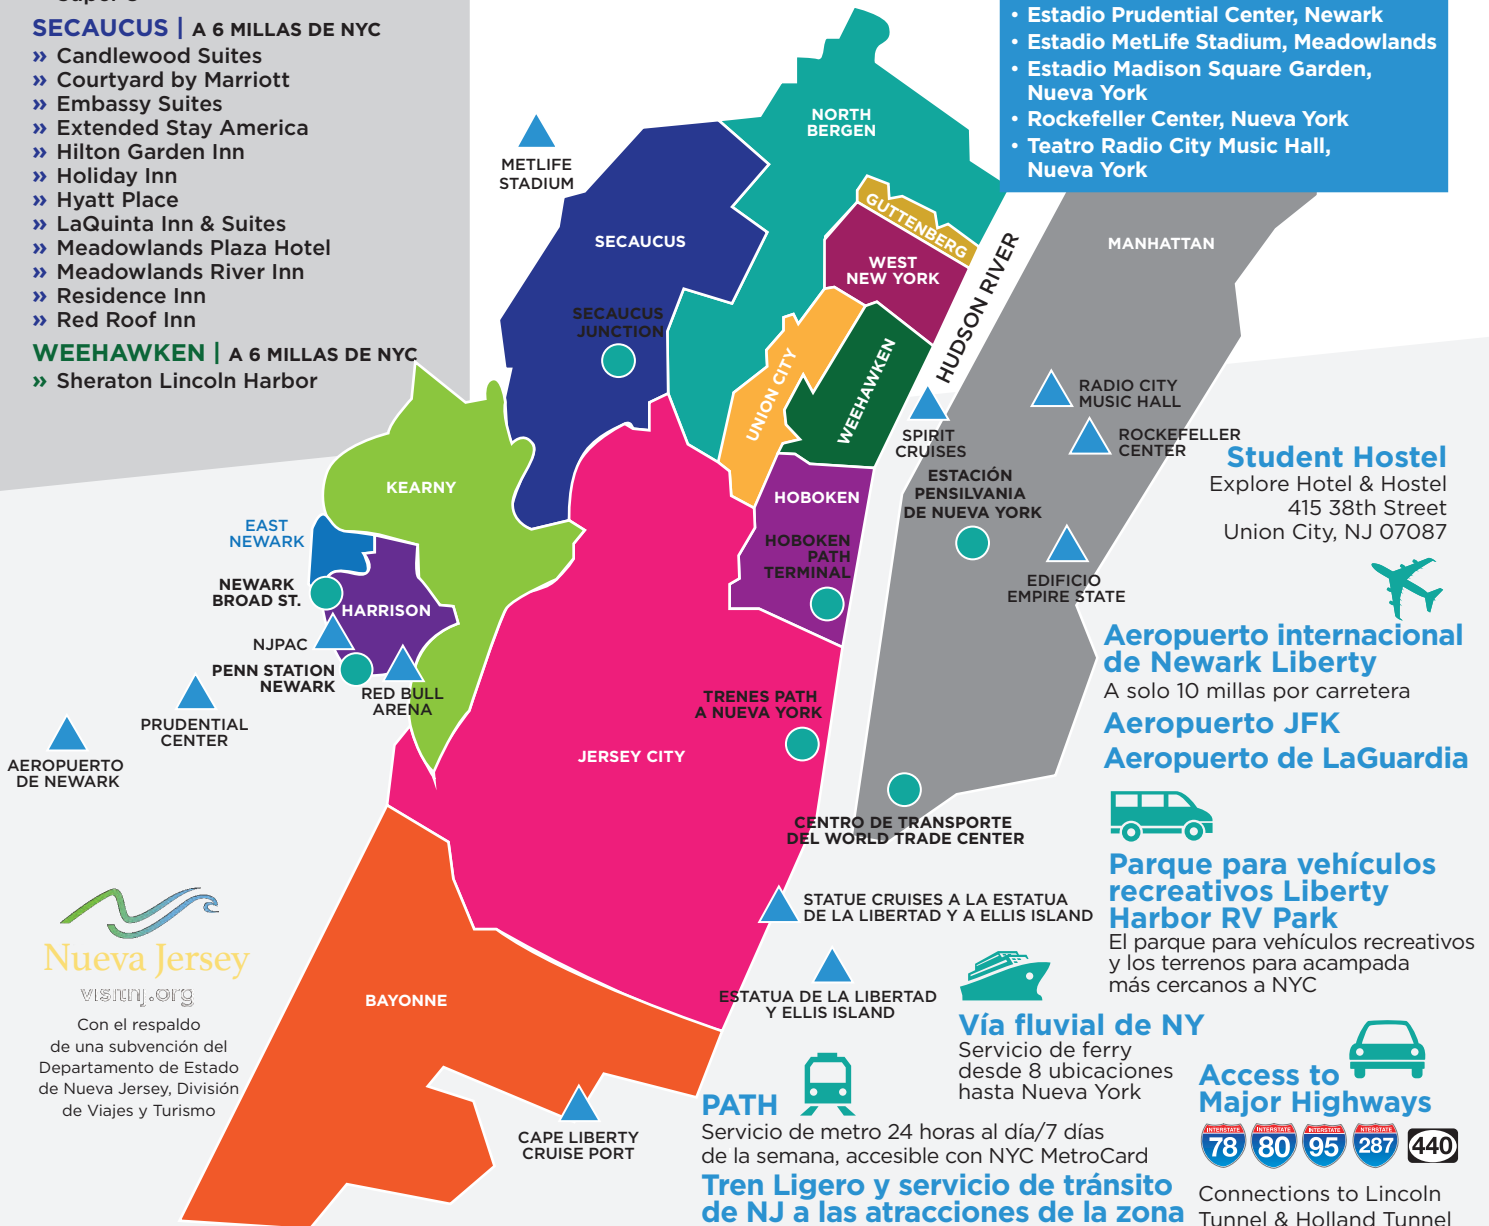 SECAUCUS | A 6 MILLAS DE NYC
» Candlewood Suites
» Courtyard by Marriott
» Embassy Suites
» Extended Stay America
» Hilton Garden Inn
» Holiday Inn
» Hyatt Place
» LaQuinta Inn & Suites
» Meadowlands Plaza Hotel
» Meadowlands River Inn
» Residence Inn
» Red Roof Inn
WEEHAWKEN | A 6 MILLAS DE NYC
» Sheraton Lincoln Harbor
• Estadio Prudential Center, Newark
• Estadio MetLife Stadium, Meadowlands
• Estadio Madison Square Garden,
Nueva York
• Rockefeller Center, Nueva York
• Teatro Radio City Music Hall,
Nueva York
METLIFE
STADIUM
NORTH
BERGEN
GUTTENBERG
SECAUCUS
WEST
NEW YORK
HUDSON RIVER
MANHATTAN
SECAUCUS
JUNCTION
UNION CITY
WEEHAWKEN
SPIRIT
CRUISES
RADIO CITY
MUSIC HALL
ROCKEFELLER
CENTER
ESTACIÓN
PENSILVANIA
DE NUEVA YORK
EDIFICIO
EMPIRE STATE
KEARNY
EAST
NEWARK
HOBOKEN
HOBOKEN
PATH
TERMINAL
NEWARK
BROAD ST.
HARRISON
NJPAC
PENN STATION
NEWARK
RED BULL
ARENA
PRUDENTIAL
CENTER
AEROPUERTO
DE NEWARK
TRENES PATH
A NUEVA YORK
JERSEY CITY
CENTRO DE TRANSPORTE
DEL WORLD TRADE CENTER
STATUE CRUISES A LA ESTATUA
DE LA LIBERTAD Y A ELLIS ISLAND
ESTATUA DE LA LIBERTAD
Y ELLIS ISLAND
BAYONNE
CAPE LIBERTY
CRUISE PORT
Nueva Jersey
visitnj.org
Con el respaldo
de una subvención del
Departamento de Estado
de Nueva Jersey, División
de Viajes y Turismo
Student Hostel
Explore Hotel & Hostel
415 38th Street
Union City, NJ 07087
Aeropuerto internacional
de Newark Liberty
A solo 10 millas por carretera
Aeropuerto JFK
Aeropuerto de LaGuardia
Parque para vehículos
recreativos Liberty
Harbor RV Park
El parque para vehículos recreativos
y los terrenos para acampada
más cercanos a NYC
Vía fluvial de NY
Servicio de ferry
desde 8 ubicaciones
hasta Nueva York
PATH
Servicio de metro 24 horas al día/7 días
de la semana, accesible con NYC MetroCard
Tren Ligero y servicio de tránsito
de NJ a las atracciones de la zona
Access to
Major Highways
INTERSTATE INTERSTATE INTERSTATE INTERSTATE
78 80 95 287 440
Connections to Lincoln
Tunnel & Holland Tunnel